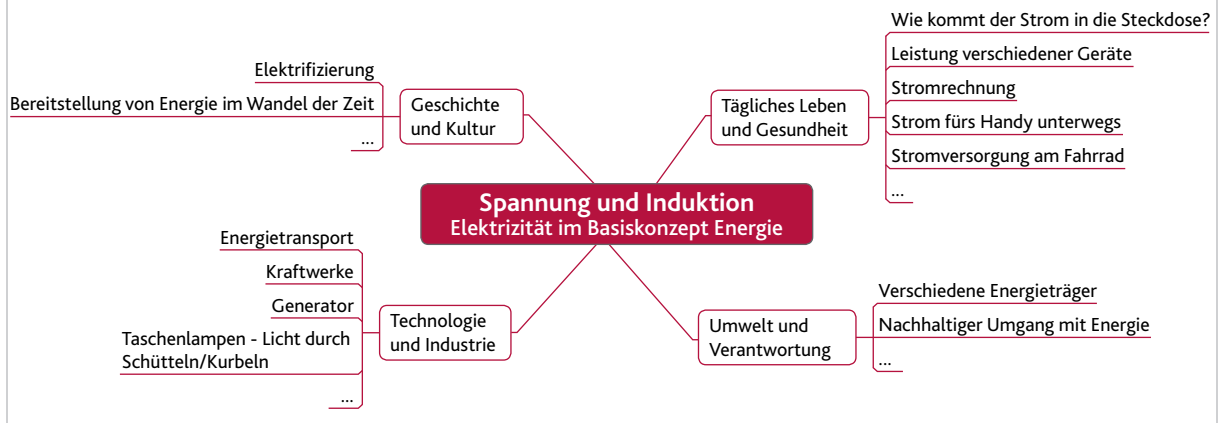 Spannung und Induktion
Elektrizität im Basiskonzept Energie
Geschichte
und Kultur
Elektrifizierung
Bereitstellung von Energie im Wandel der Zeit
...
Tägliches Leben
und Gesundheit
Wie kommt der Strom in die Steckdose?
Leistung verschiedener Geräte
Stromrechnung
Strom fürs Handy unterwegs
Stromversorgung am Fahrrad
...
Technologie
und Industrie
Energietransport
Kraftwerke
Generator
Taschenlampen - Licht durch
Schütteln/Kurbeln
...
Umwelt und
Verantwortung
Verschiedene Energieträger
Nachhaltiger Umgang mit Energie
...